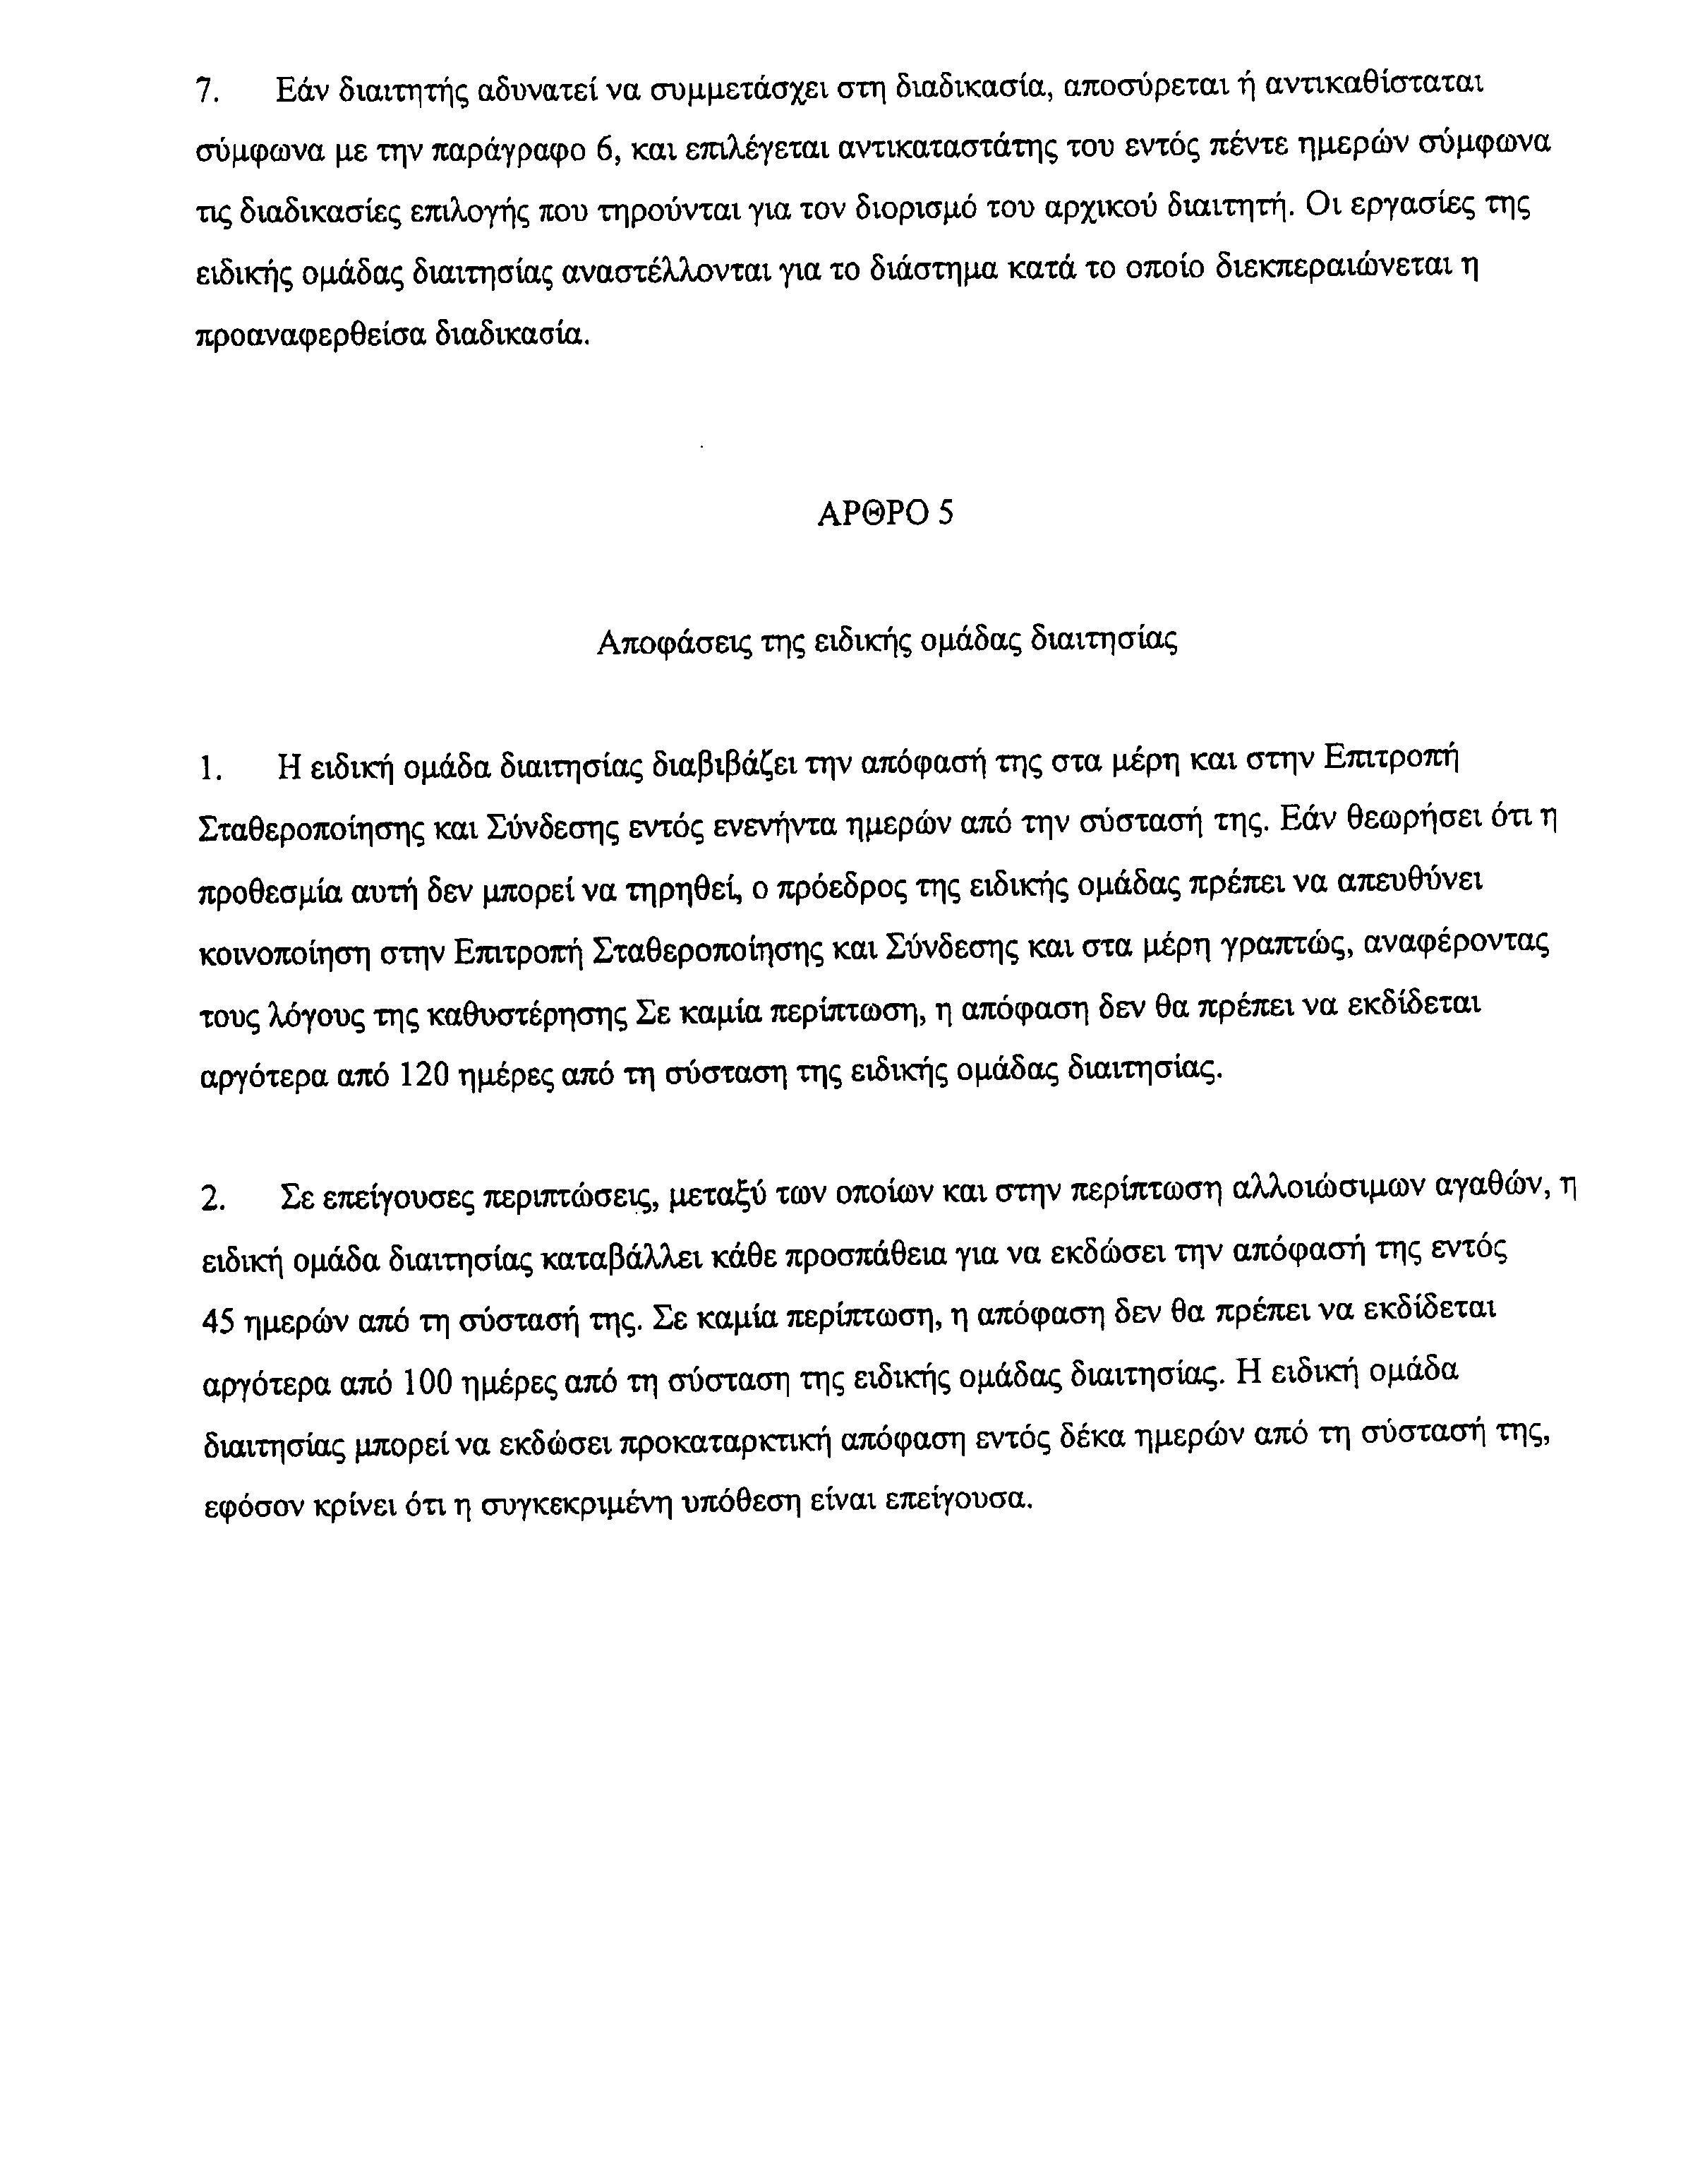 7. Εάν διαιτητής αδυνατεί να συμμετάσχει στη διαδικασία, αποσύρεται ή αντικαθίσταται
σύμφωνα με την παράγραφο 6, και επιλέγεται αντικαταστάτης του εντός πέντε ημερών σύμφωνα
τις διαδικασίες επιλογής που τηρούνται για τον διορισμό του αρχικού διαιτητή. Οι εργασίες της
ειδικής ομάδας διαιτησίας αναστέλλονται για το διάστημα κατά το οποίο διεκπεραιώνεται η
προαναφερθείσα διαδικασία.
ΑΡΘΡΟ 5
Αποφάσεις της ειδικής ομάδας διαιτησίας
1. Η ειδική ομάδα διαιτησίας διαβιβάζει την απόφασή της στα μέρη και στην Επιτροπή
Σταθεροποίησης και Σύνδεσης εντός ενενήντα ημερών από την σύστασή της. Εάν θεωρήσει ότι η
προθεσμία αυτή δεν μπορεί να τηρηθεί, ο πρόεδρος της ειδικής ομάδας πρέπει να απευθύνει
κοινοποίηση στην Επιτροπή Σταθεροποίησης και Σύνδεσης και στα μέρη γραπτώς, αναφέροντας
τους λόγους της καθυστέρησης Σε καμία περίπτωση, η απόφαση δεν θα πρέπει να εκδίδεται
αργότερα από 120 ημέρες από τη σύσταση της ειδικής ομάδας διαιτησίας.
2. Σε επείγουσες περιπτώσεις, μεταξύ των οποίων και στην περίπτωση αλλοιώσιμων αγαθών, η
ειδική ομάδα διαιτησίας καταβάλλει κάθε προσπάθεια για να εκδώσει την απόφασή της εντός
45 ημερών από τη σύστασή της. Σε καμία περίπτωση, η απόφαση δεν θα πρέπει να εκδίδεται
αργότερα από 100 ημέρες από τη σύσταση της ειδικής ομάδας διαιτησίας. Η ειδική ομάδα
διαιτησίας μπορεί να εκδώσει προκαταρκτική απόφαση εντός δέκα ημερών από τη σύστασή της,
εφόσον κρίνει ότι η συγκεκριμένη υπόθεση είναι επείγουσα.